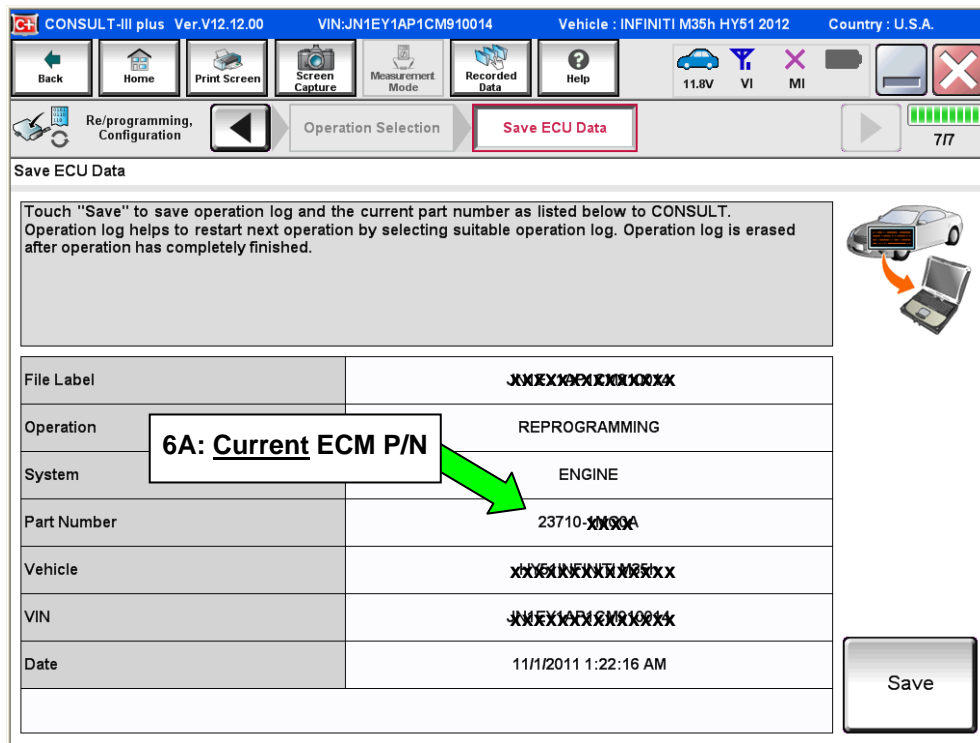 CONSULT-III plus Ver.V12.12.00 VIN:JN1EY1AP1CM910014 Vehicle : INFINITI M35h HY51 2012 Country : U.S.A.
Back Home Print Screen Screen Capture Measurement Mode Recorded Data Help 11.8V VI MI
Re/programming, Configuration Operation Selection Save ECU Data 7/7
Save ECU Data
Touch "Save" to save operation log and the current part number as listed below to CONSULT.
Operation log helps to restart next operation by selecting suitable operation log. Operation log is erased
after operation has completely finished.
File Label
Operation REPROGRAMMING
6A: Current ECM P/N
System ENGINE
Part Number 23710-
Vehicle
VIN
Date 11/1/2011 1:22:16 AM
Save